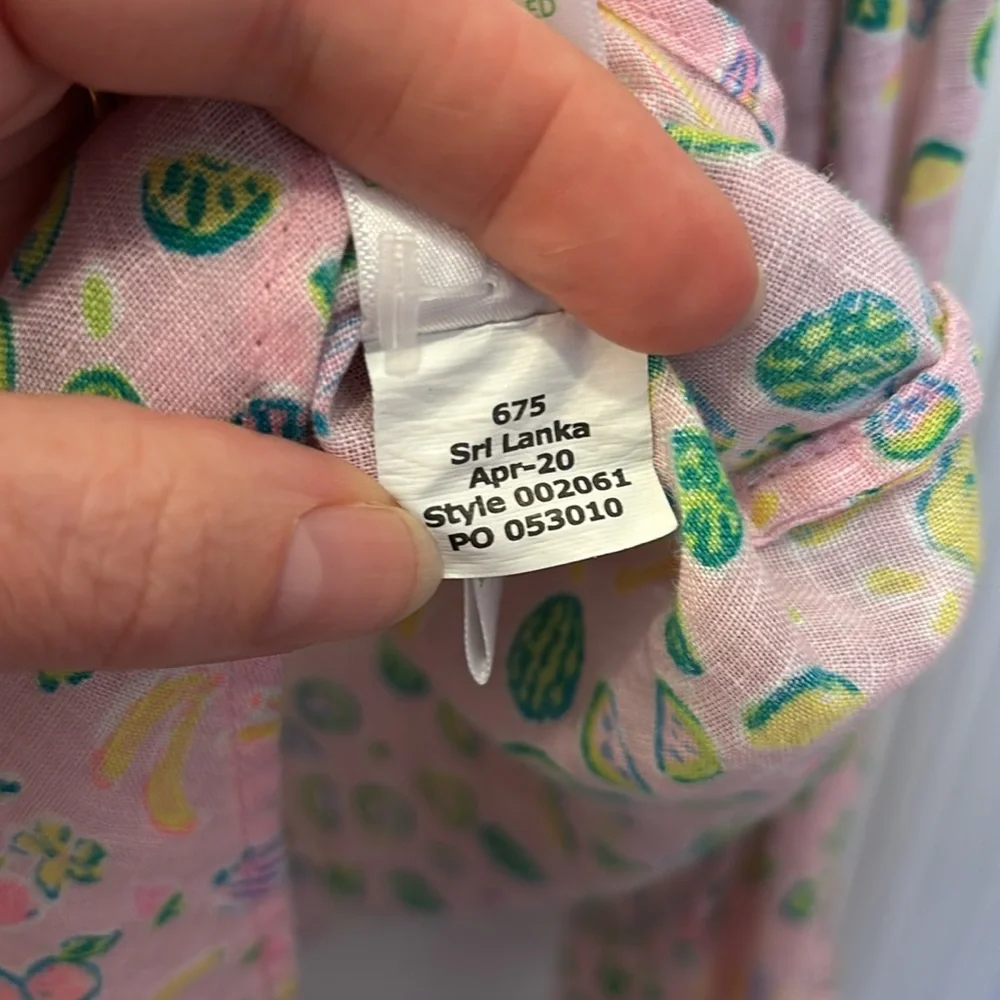 675
Sri Lanka
Apr-20
Style 002061
PO 053010